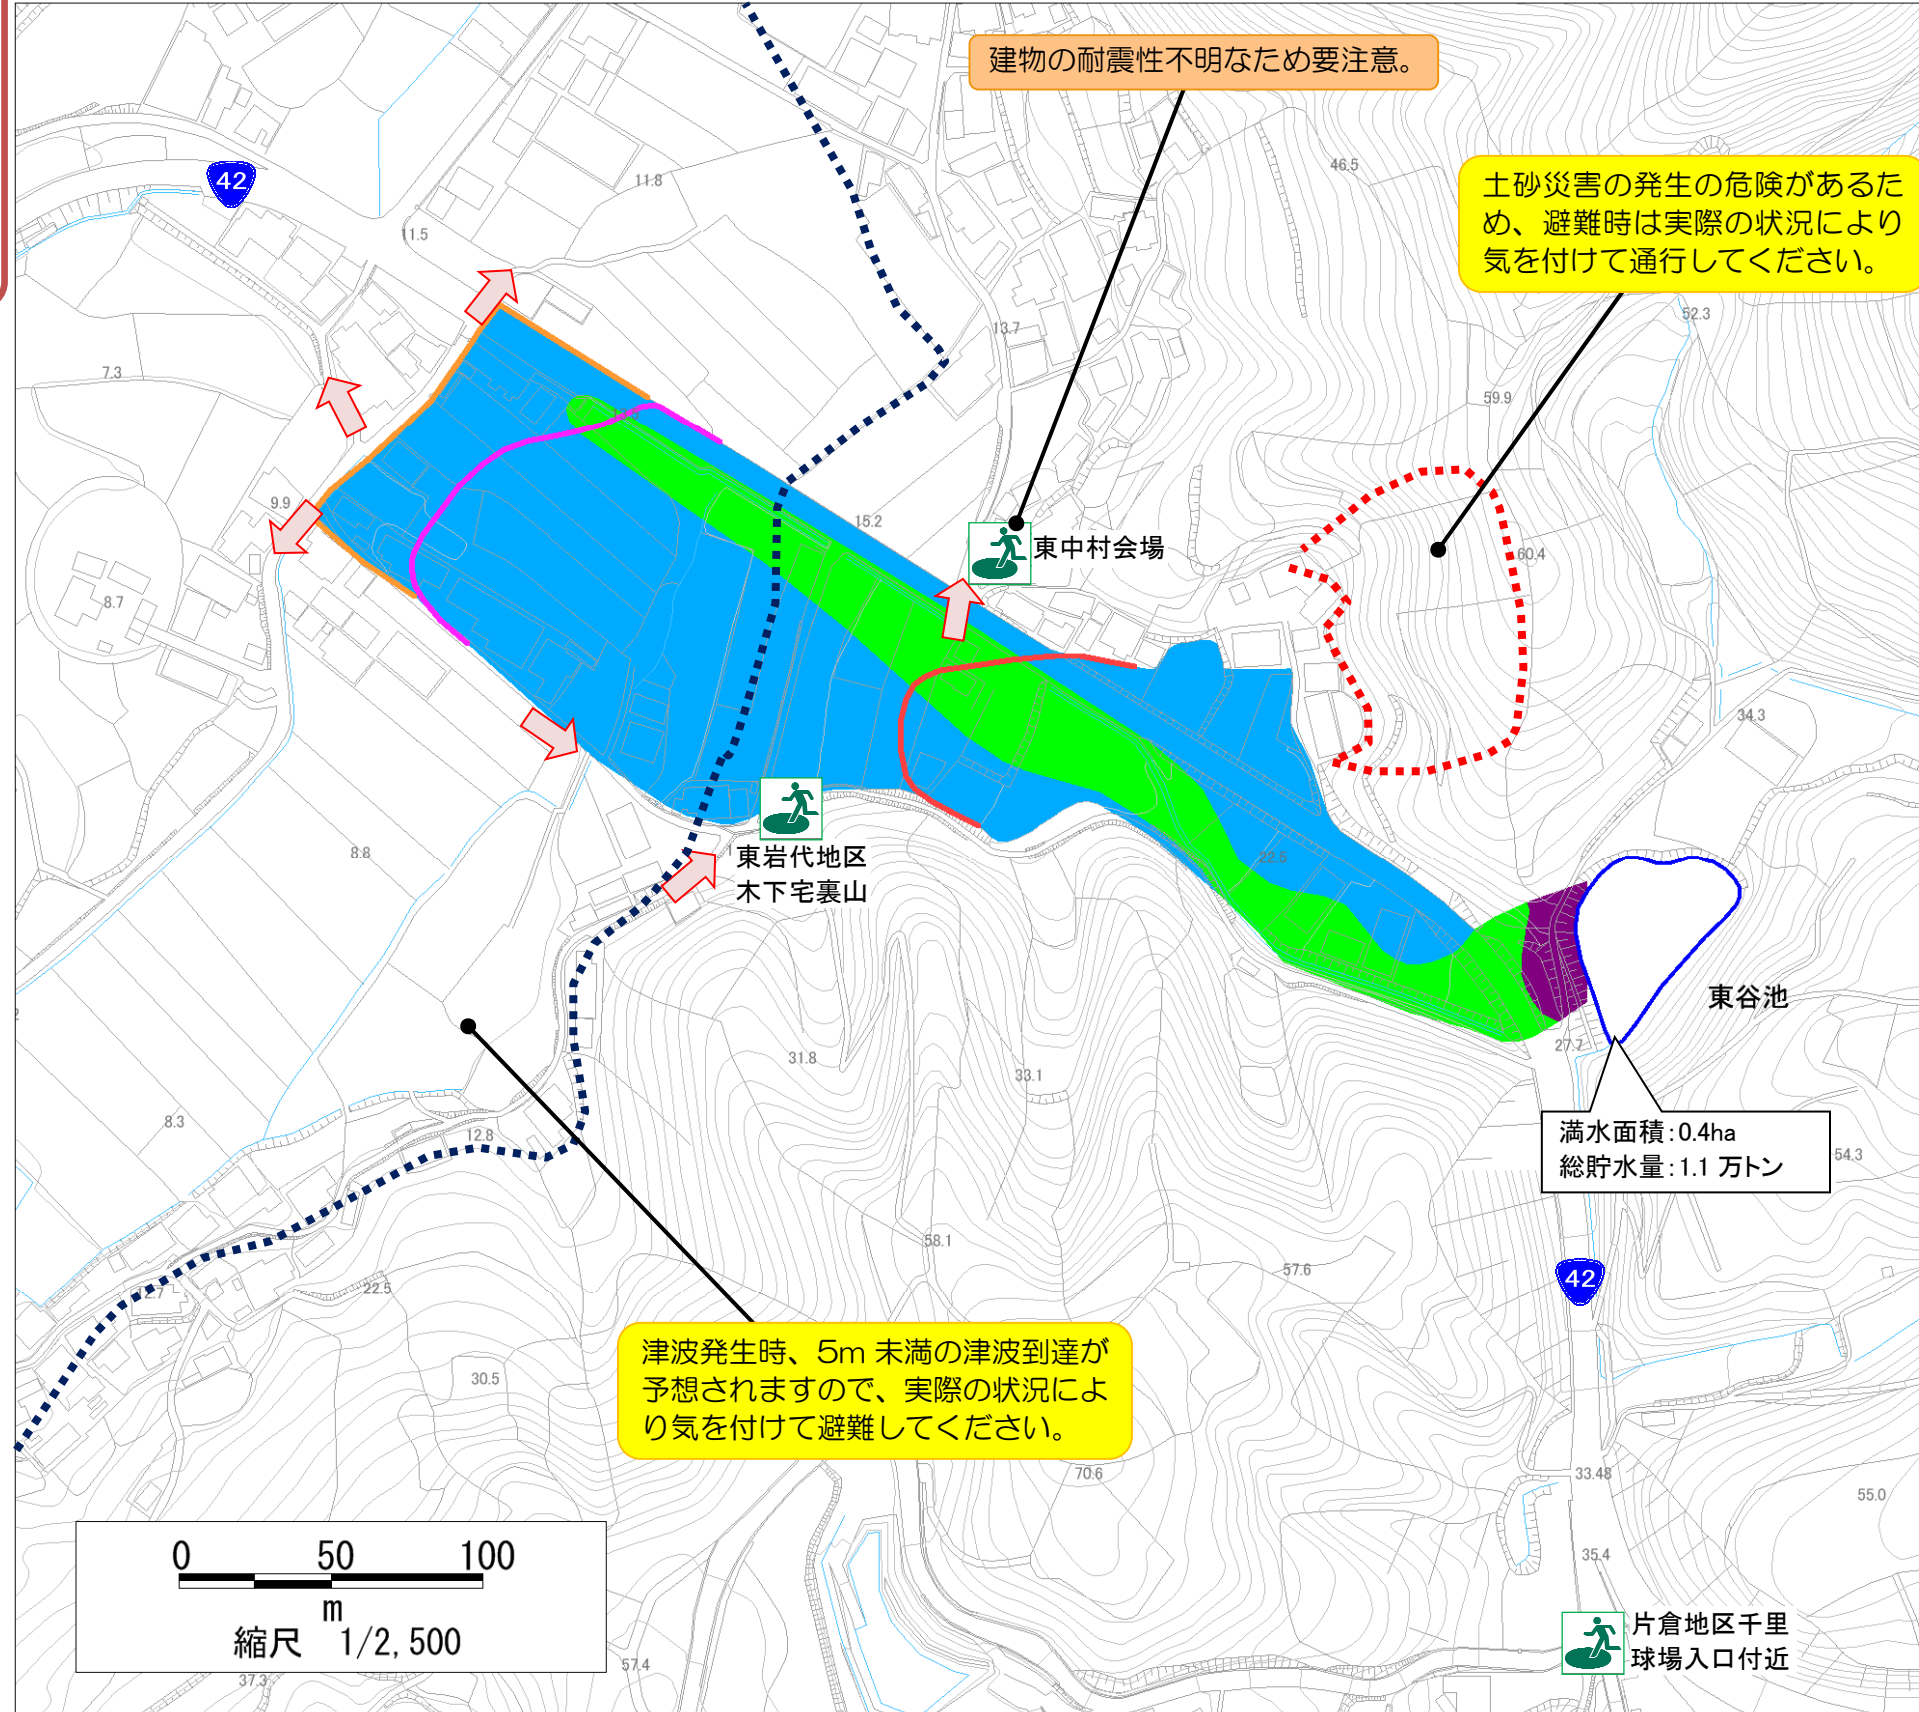 建物の耐震性不明なため要注意。
42
46.5
土砂災害の発生の危険があるた
め、避難時は実際の状況により
気を付けて通行してください。
11.8
11.5
52.3
13.7
7.3
59.9
9.9
15.2
東中村会場
60.4
8.7
34.3
8.8
東岩代地区
木下宅裏山
22.5
東谷池
31.8
33.1
27.7
8.3
12.8
満水面積:0.4ha
総貯水量:1.1 万トン
54.3
58.1
57.6
42
22.5
12.7
津波発生時、5m 未満の津波到達が
予想されますので、実際の状況によ
り気を付けて避難してください。
30.5
70.6
33.48
55.0
35.4
0 50 100
m
縮尺 1/2,500
片倉地区千里
球場入口付近
57.4
37.3